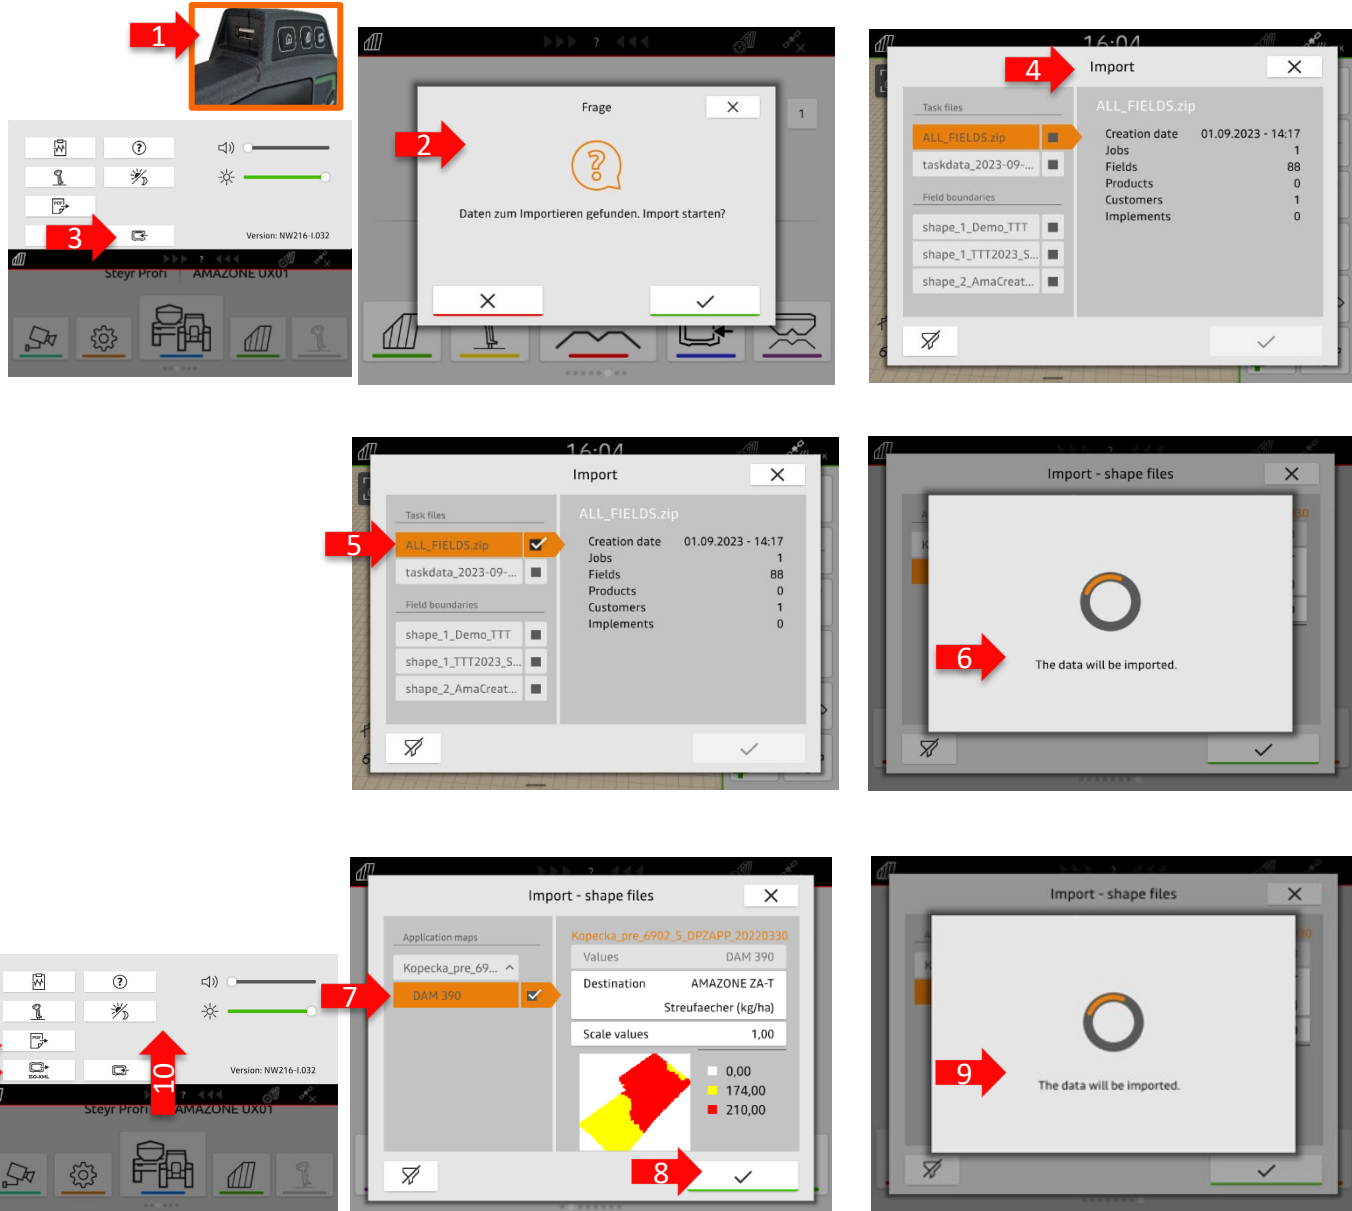 1
?
Frage
1
2
Daten zum Importieren gefunden. Import starten?
PDF
3
Version: NW216-I.032
?
Steyr Profi AMAZONE UX01
16:04
4
Import
Task files
ALL_FIELDS.zip
taskdata_2023-09-...
Field boundaries
shape_1_Demo_TTT
shape_1_TTT2023_S...
shape_2_AmaCreat...
ALL_FIELDS.zip
Creation date 01.09.2023 - 14:17
Jobs 1
Fields 88
Products 0
Customers 1
Implements 0
16:04
Import
Task files
5
ALL_FIELDS.zip
taskdata_2023-09-...
Field boundaries
shape_1_Demo_TTT
shape_1_TTT2023_S...
shape_2_AmaCreat...
ALL_FIELDS.zip
Creation date 01.09.2023 - 14:17
Jobs 1
Fields 88
Products 0
Customers 1
Implements 0
Import - shape files
6
The data will be imported.
PDF
ISO-XML
10
Version: NW216-I.032
?
Steyr Profi AMAZONE UX01
Import - shape files
Application maps
Kopecka_pre_69...
7
DAM 390
Kopecka_pre_6902_5_DPZAPP_20220330
Values DAM 390
Destination AMAZONE ZA-T
Streufaecher (kg/ha)
Scale values 1,00
0,00
174,00
210,00
8
Import - shape files
9
The data will be imported.